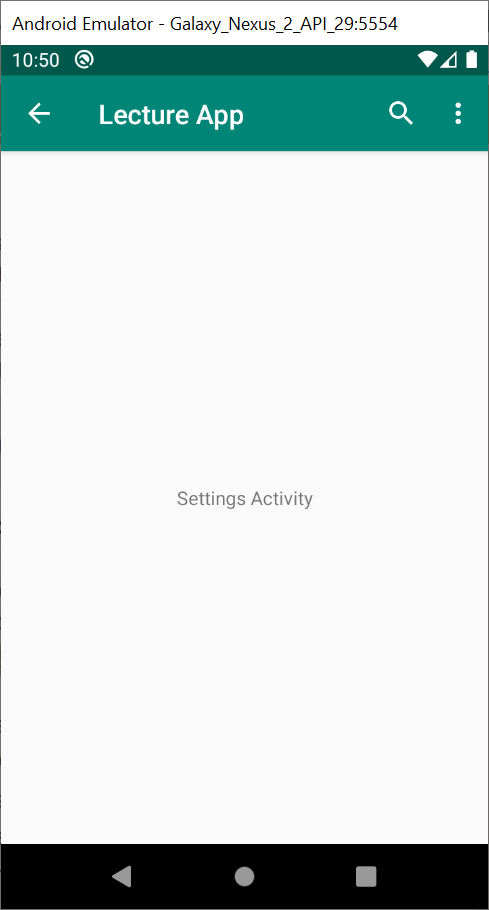 Android Emulator - Galaxy_Nexus_2_API_29:5554
10:50
Lecture App
Settings Activity